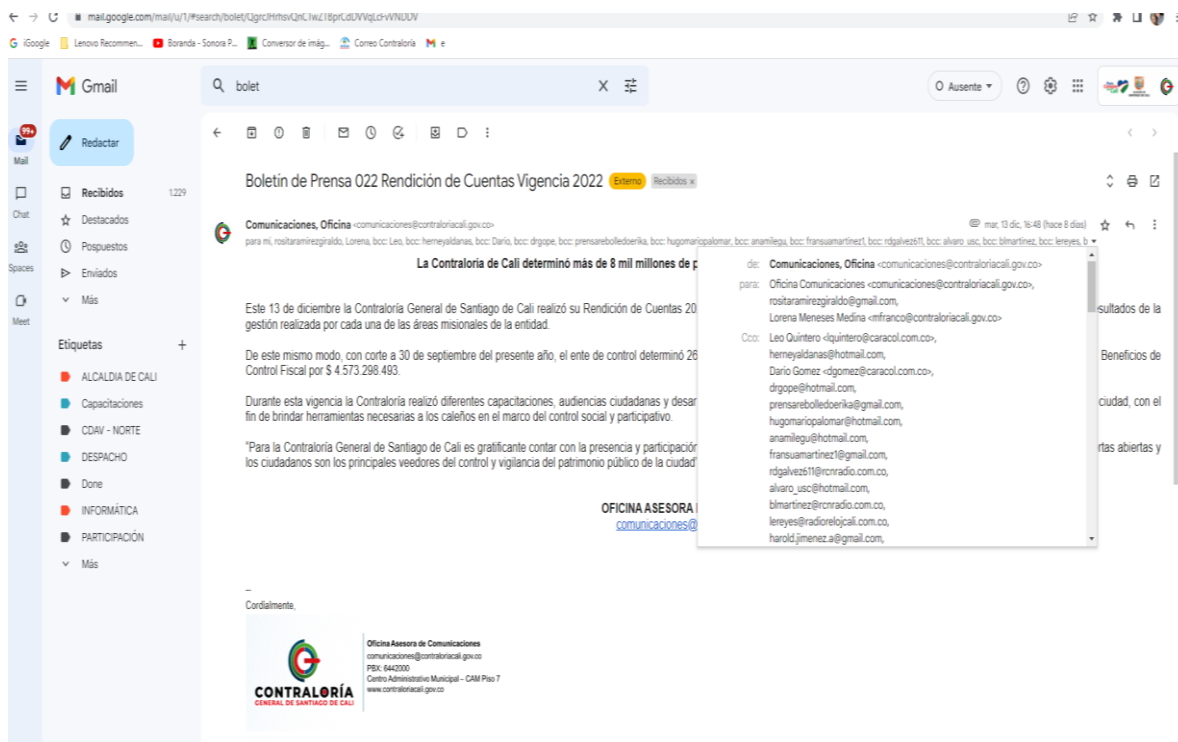 mail.google.com/mail/u/1/#search/bolet/
iGoogle Lenovo Recommen... Boranda - Sonora P... Conversor de imág... Correo Contraloría e
Gmail
bolet
Ausente
99+
Mail
Chat
Spaces
Meet
Redactar
Recibidos 1.229
Destacados
Pospuestos
Enviados
Más
Etiquetas +
ALCALDIA DE CALI
Capacitaciones
CDAV - NORTE
DESPACHO
Done
INFORMÁTICA
PARTICIPACIÓN
Más
Boletín de Prensa 022 Rendición de Cuentas Vigencia 2022 Externo Recibidos x
Comunicaciones, Oficina <comunicaciones@contraloriacali.gov.co> mar, 13 dic, 16:48 (hace 8 días)
para mí, rositaramirezgiraldo, Lorena, bcc: Leo, bcc: herneyaldanas, bcc: Dario, bcc: drgope, bcc: prensarebolledoerika, bcc: hugomariopalomar, bcc: anamilegu, bcc: fransuamartinez1, bcc: rdgalvez611, bcc: alvaro_usc, bcc: blmartinez, bcc: lereyes, b
La Contraloría de Cali determinó más de 8 mil millones de p
Este 13 de diciembre la Contraloría General de Santiago de Cali realizó su Rendición de Cuentas 20 esultados de la
gestión realizada por cada una de las áreas misionales de la entidad.
De este mismo modo, con corte a 30 de septiembre del presente año, el ente de control determinó 26 Beneficios de
Control Fiscal por $ 4.573.298.493.
Durante esta vigencia la Contraloría realizó diferentes capacitaciones, audiencias ciudadanas y desar ciudad, con el
fin de brindar herramientas necesarias a los caleños en el marco del control social y participativo.
"Para la Contraloría General de Santiago de Cali es gratificante contar con la presencia y participación rtas abiertas y
los ciudadanos son los principales veedores del control y vigilancia del patrimonio público de la ciudad"
OFICINA ASESORA
comunicaciones@
de: Comunicaciones, Oficina <comunicaciones@contraloriacali.gov.co>
para: Oficina Comunicaciones <comunicaciones@contraloriacali.gov.co>,
rositaramirezgiraldo@gmail.com,
Lorena Meneses Medina <mfranco@contraloriacali.gov.co>
Cco: Leo Quintero <lquintero@caracol.com.co>,
herneyaldanas@hotmail.com,
Dario Gomez <dgomez@caracol.com.co>,
drgope@hotmail.com,
prensarebolledoerika@gmail.com,
hugomariopalomar@hotmail.com,
anamilegu@hotmail.com,
fransuamartinez1@gmail.com,
rdgalvez611@rcnradio.com.co,
alvaro_usc@hotmail.com,
blmartinez@rcnradio.com.co,
lereyes@radiorelojcali.com.co,
harold.jimenez.a@gmail.com,
--
Cordialmente,
CONTRALORÍA
GENERAL DE SANTIAGO DE CALI
Oficina Asesora de Comunicaciones
comunicaciones@contraloriacali.gov.co
PBX: 6442000
Centro Administrativo Municipal – CAM Piso 7
www.contraloriacali.gov.co